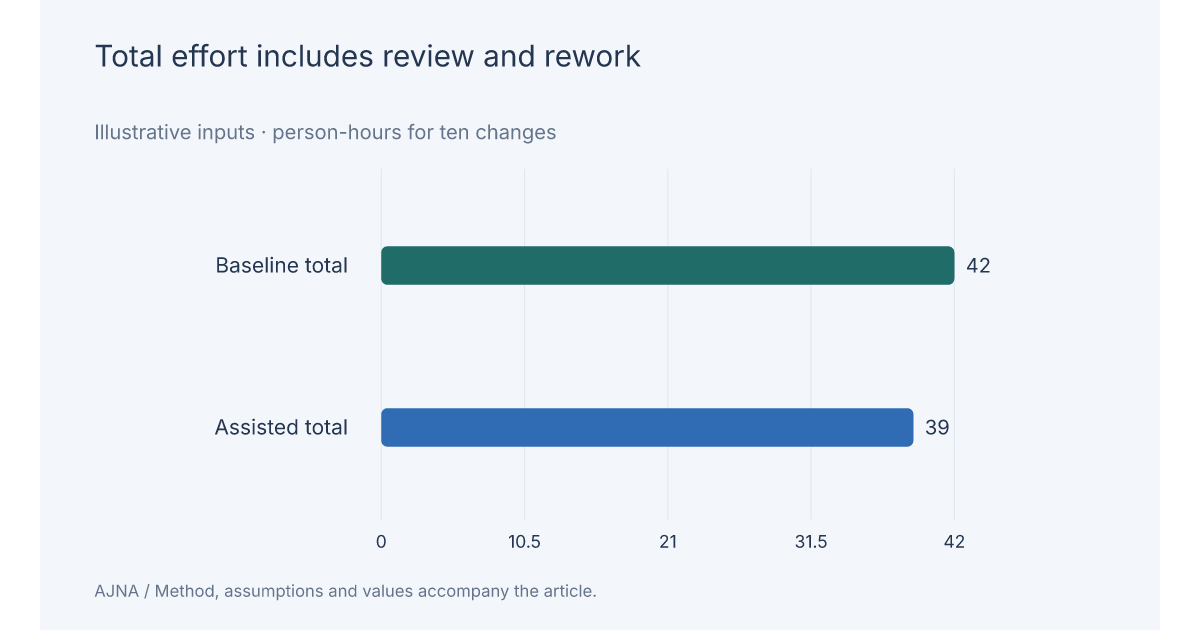 Total effort includes review and rework
Illustrative inputs · person-hours for ten changes
Baseline total 42
Assisted total 39
0 10.5 21 31.5 42
AJNA / Method, assumptions and values accompany the article.